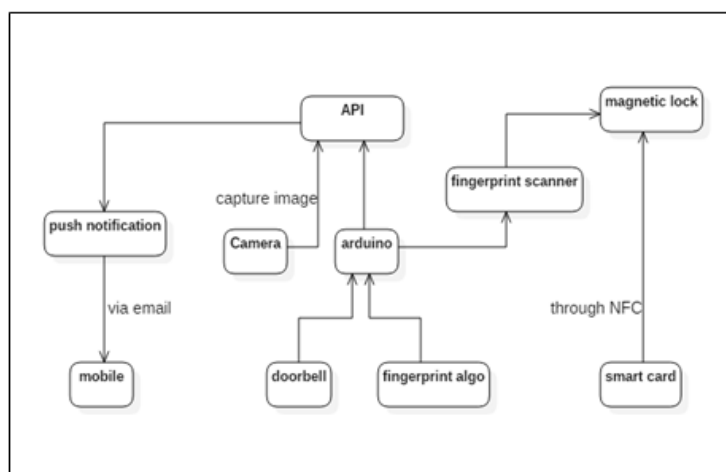 magnetic lock
API
fingerprint scanner
capture image
push notification
Camera
arduino
via email
through NFC
mobile
doorbell
fingerprint algo
smart card